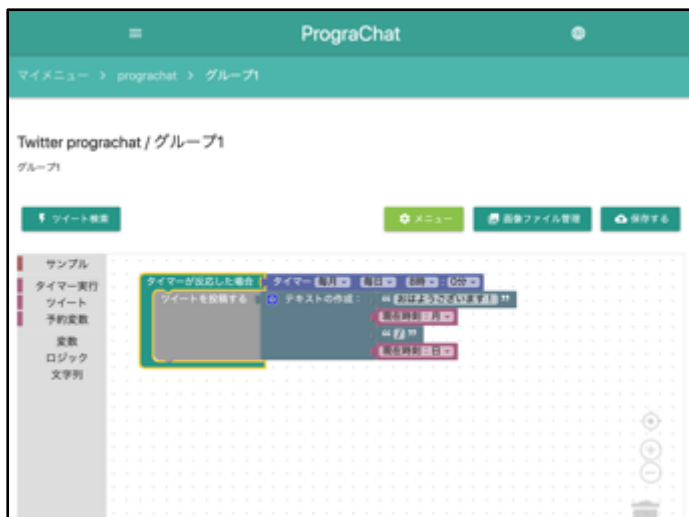 PrograChat
マイメニュー > prograchat > グループ1
Twitter prograchat / グループ1
グループ1
ツイート検索
メニュー
画像ファイル管理
保存する
サンプル
タイマー実行
ツイート
予約変数
変数
ロジック
文字列
タイマーが反応した場合 タイマー 毎月 毎日 8時 : 0分
ツイートを投稿する テキストの作成: “ おはようございます! ”
現在時刻:月
“ / ”
現在時刻:日